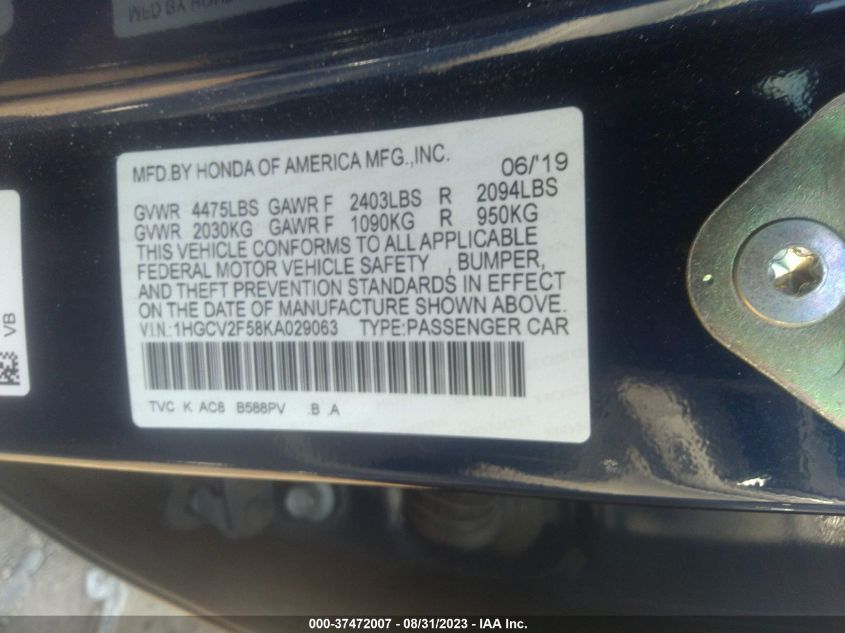 MFD.BY HONDA OF AMERICA MFG.,INC. 06/'19
GVWR 4475LBS GAWR F 2403LBS R 2094LBS
GVWR 2030KG GAWR F 1090KG R 950KG
THIS VEHICLE CONFORMS TO ALL APPLICABLE
FEDERAL MOTOR VEHICLE SAFETY , BUMPER,
AND THEFT PREVENTION STANDARDS IN EFFECT
ON THE DATE OF MANUFACTURE SHOWN ABOVE.
V.I.N.:1HGCV2F58KA029063 TYPE:PASSENGER CAR
TVC K AC8 B588PV .B .A
VB
000-37472007 - 08/31/2023 - IAA Inc.